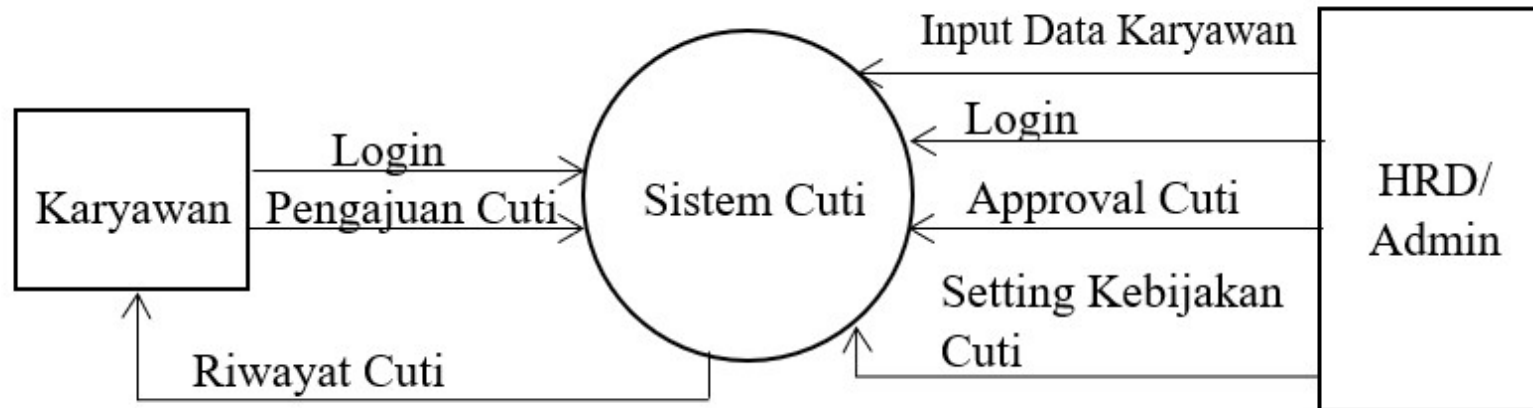 Input Data Karyawan
Login
Login
Karyawan
Pengajuan Cuti
Sistem Cuti
Approval Cuti
HRD/
Admin
Setting Kebijakan
Cuti
Riwayat Cuti